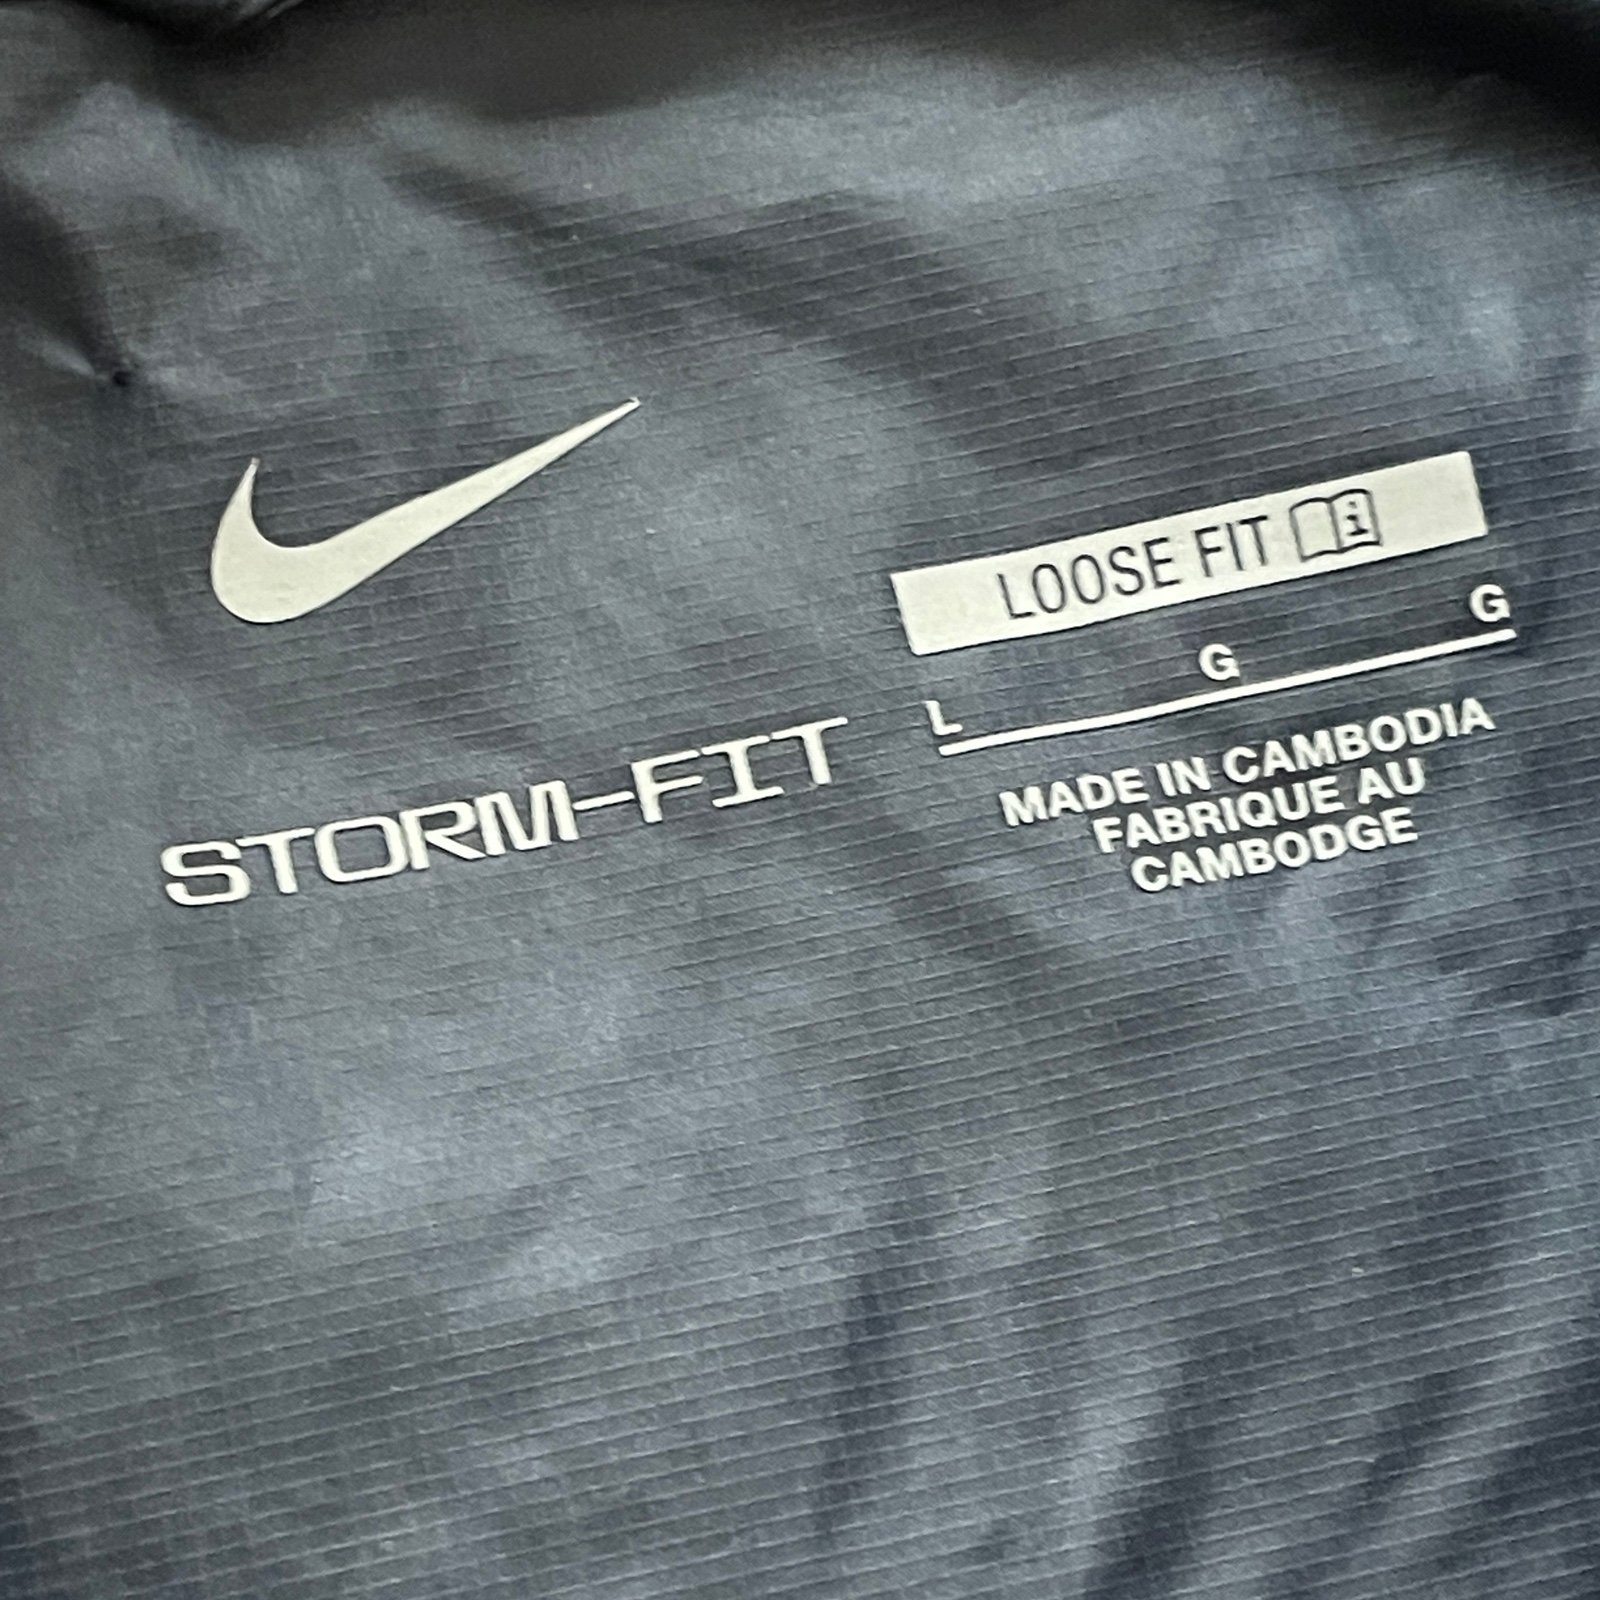 STORM-FIT
LOOSE FIT
L G G
MADE IN CAMBODIA
FABRIQUE AU
CAMBODGE